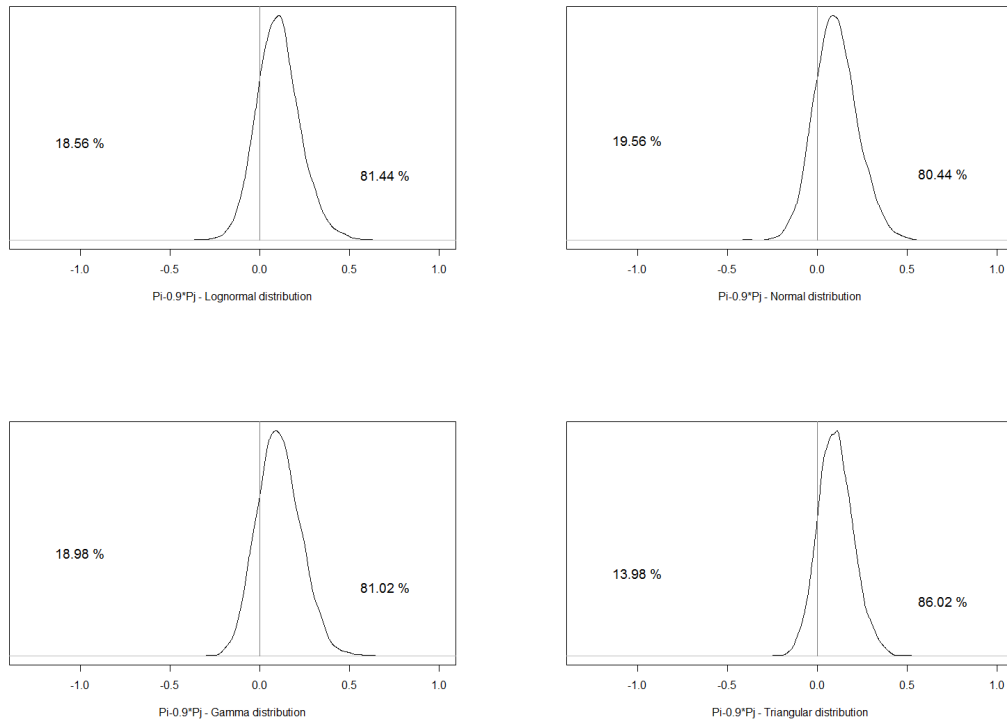 18.56 %
81.44 %
-1.0 -0.5 0.0 0.5 1.0
Pi-0.9*Pj - Lognormal distribution
19.56 %
80.44 %
-1.0 -0.5 0.0 0.5 1.0
Pi-0.9*Pj - Normal distribution
18.98 %
81.02 %
-1.0 -0.5 0.0 0.5 1.0
Pi-0.9*Pj - Gamma distribution
13.98 %
86.02 %
-1.0 -0.5 0.0 0.5 1.0
Pi-0.9*Pj - Triangular distribution